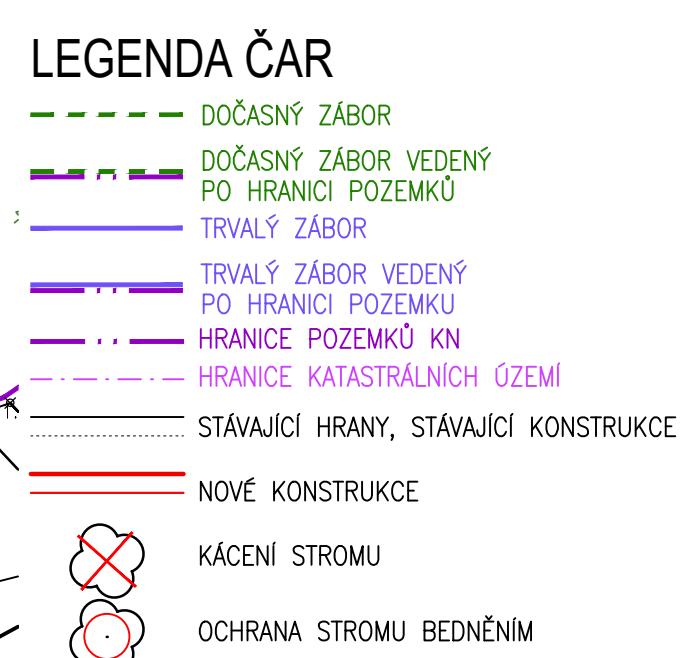 LEGENDA ČAR
DOČASNÝ ZÁBOR
DOČASNÝ ZÁBOR VEDENÝ
PO HRANICI POZEMKŮ
TRVALÝ ZÁBOR
TRVALÝ ZÁBOR VEDENÝ
PO HRANICI POZEMKU
HRANICE POZEMKŮ KN
HRANICE KATASTRÁLNÍCH ÚZEMÍ
STÁVAJÍCÍ HRANY, STÁVAJÍCÍ KONSTRUKCE
NOVÉ KONSTRUKCE
KÁCENÍ STROMU
OCHRANA STROMU BEDNĚNÍM